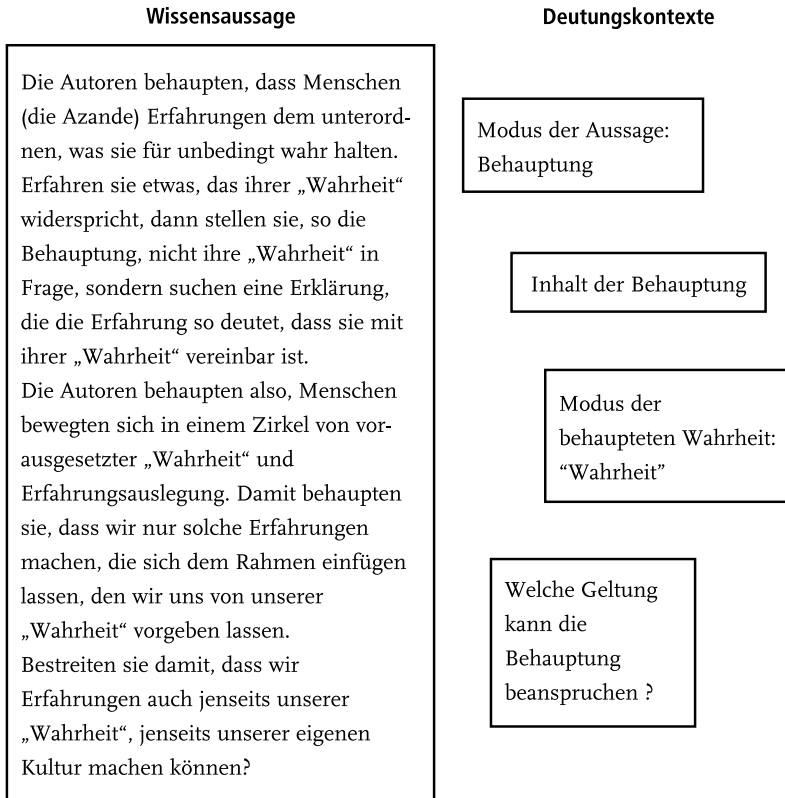 Wissensaussage
Deutungskontexte
Die Autoren behaupten, dass Menschen
(die Azande) Erfahrungen dem unterord-
nen, was sie für unbedingt wahr halten.
Erfahren sie etwas, das ihrer „Wahrheit“
widerspricht, dann stellen sie, so die
Behauptung, nicht ihre „Wahrheit“ in
Frage, sondern suchen eine Erklärung,
die die Erfahrung so deutet, dass sie mit
ihrer „Wahrheit“ vereinbar ist.
Die Autoren behaupten also, Menschen
bewegten sich in einem Zirkel von vor-
ausgesetzter „Wahrheit“ und
Erfahrungsauslegung. Damit behaupten
sie, dass wir nur solche Erfahrungen
machen, die sich dem Rahmen einfügen
lassen, den wir uns von unserer
„Wahrheit“ vorgeben lassen.
Bestreiten sie damit, dass wir
Erfahrungen auch jenseits unserer
„Wahrheit“, jenseits unserer eigenen
Kultur machen können?
Modus der Aussage:
Behauptung
Inhalt der Behauptung
Modus der
behaupteten Wahrheit:
“Wahrheit”
Welche Geltung
kann die
Behauptung
beanspruchen ?